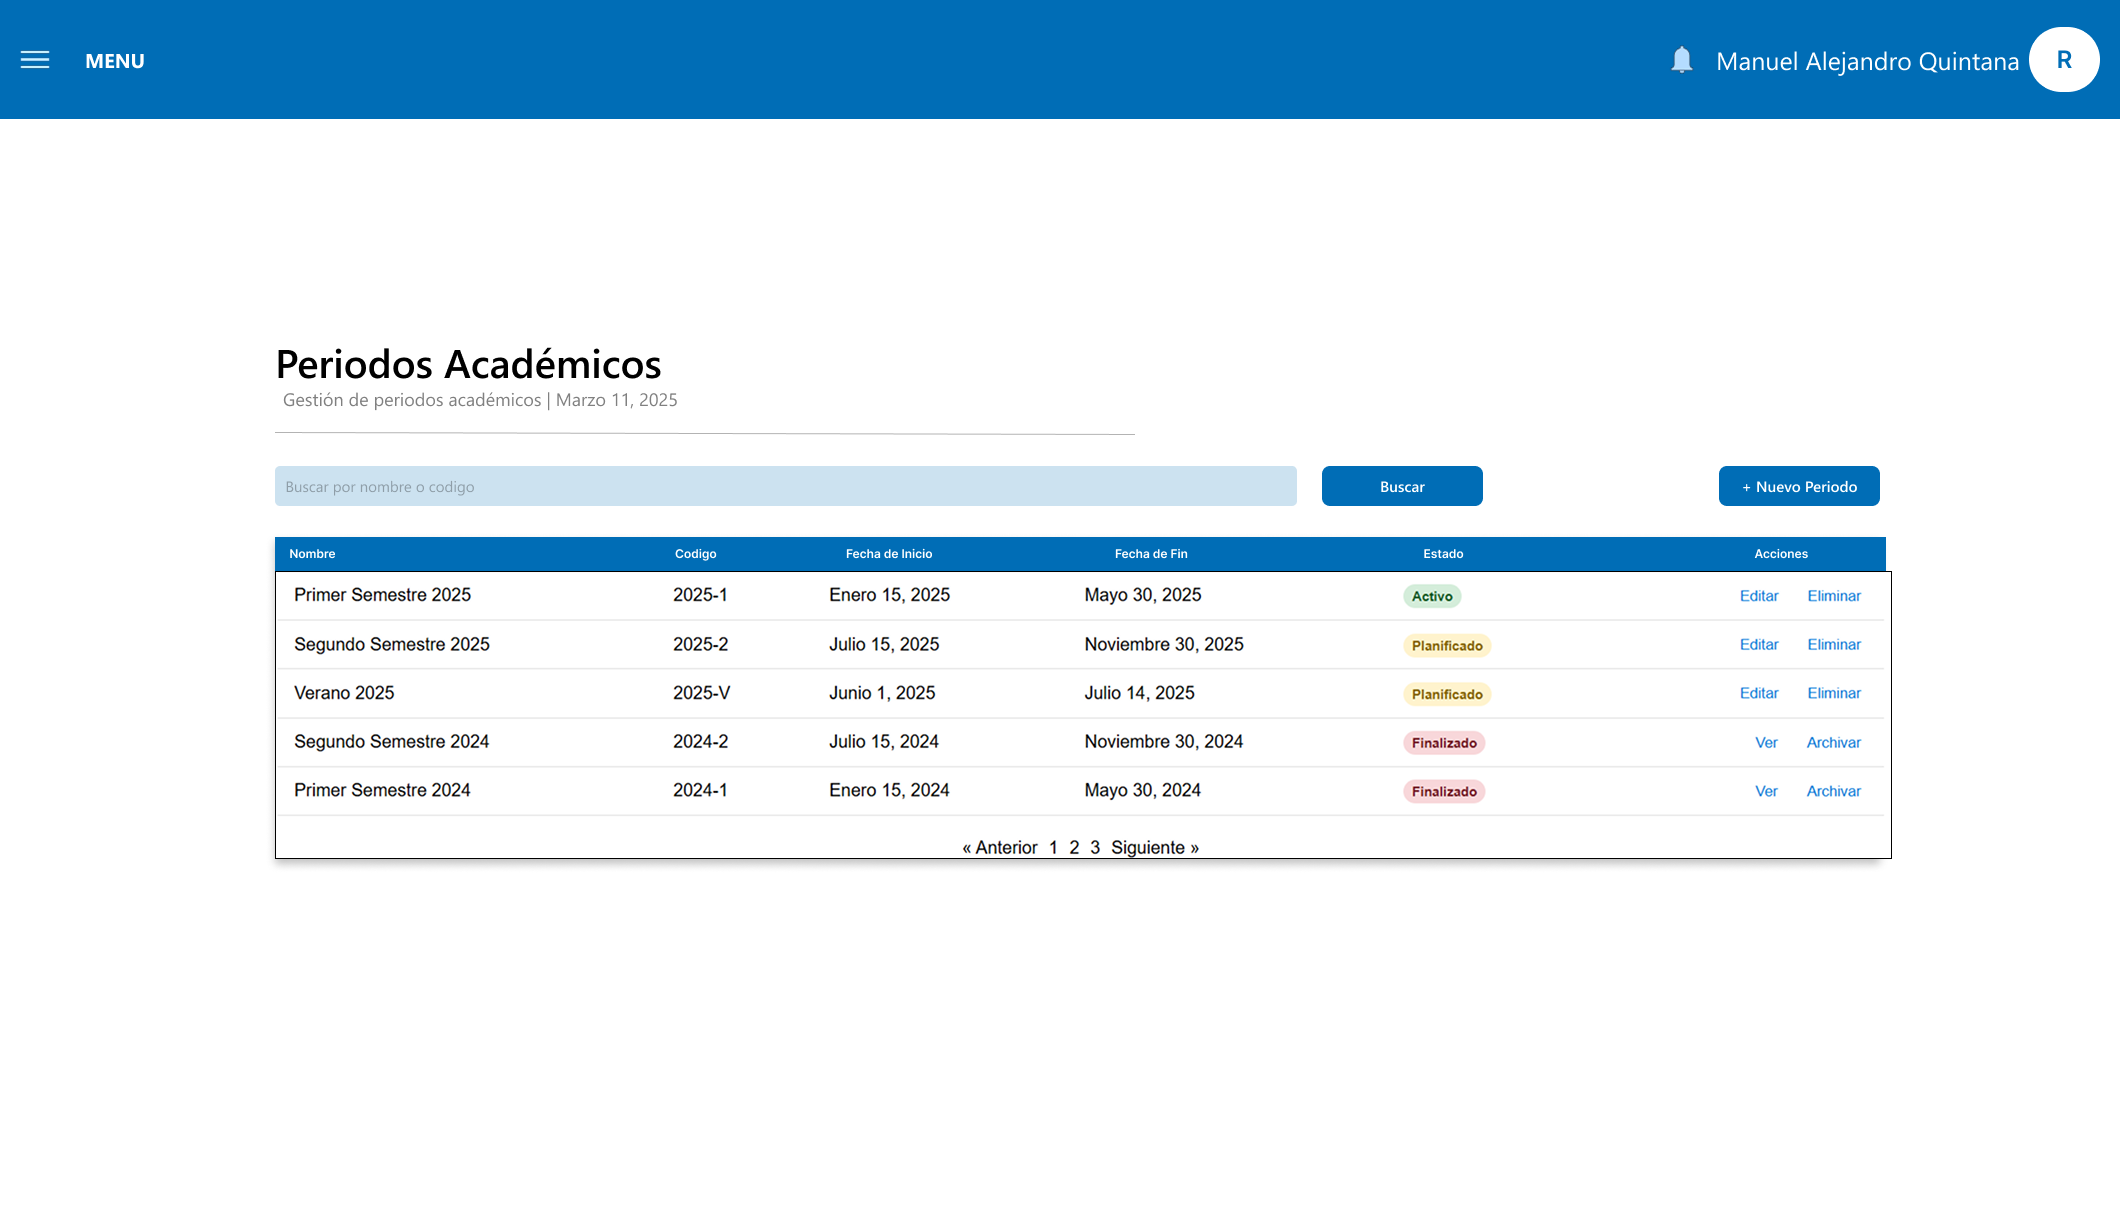 MENU
Manuel Alejandro Quintana R
Periodos Académicos
Gestión de periodos académicos | Marzo 11, 2025
Buscar por nombre o codigo
Buscar
+ Nuevo Periodo
Nombre Codigo Fecha de Inicio Fecha de Fin Estado Acciones
Primer Semestre 2025 2025-1 Enero 15, 2025 Mayo 30, 2025 Activo Editar Eliminar
Segundo Semestre 2025 2025-2 Julio 15, 2025 Noviembre 30, 2025 Planificado Editar Eliminar
Verano 2025 2025-V Junio 1, 2025 Julio 14, 2025 Planificado Editar Eliminar
Segundo Semestre 2024 2024-2 Julio 15, 2024 Noviembre 30, 2024 Finalizado Ver Archivar
Primer Semestre 2024 2024-1 Enero 15, 2024 Mayo 30, 2024 Finalizado Ver Archivar
« Anterior 1 2 3 Siguiente »